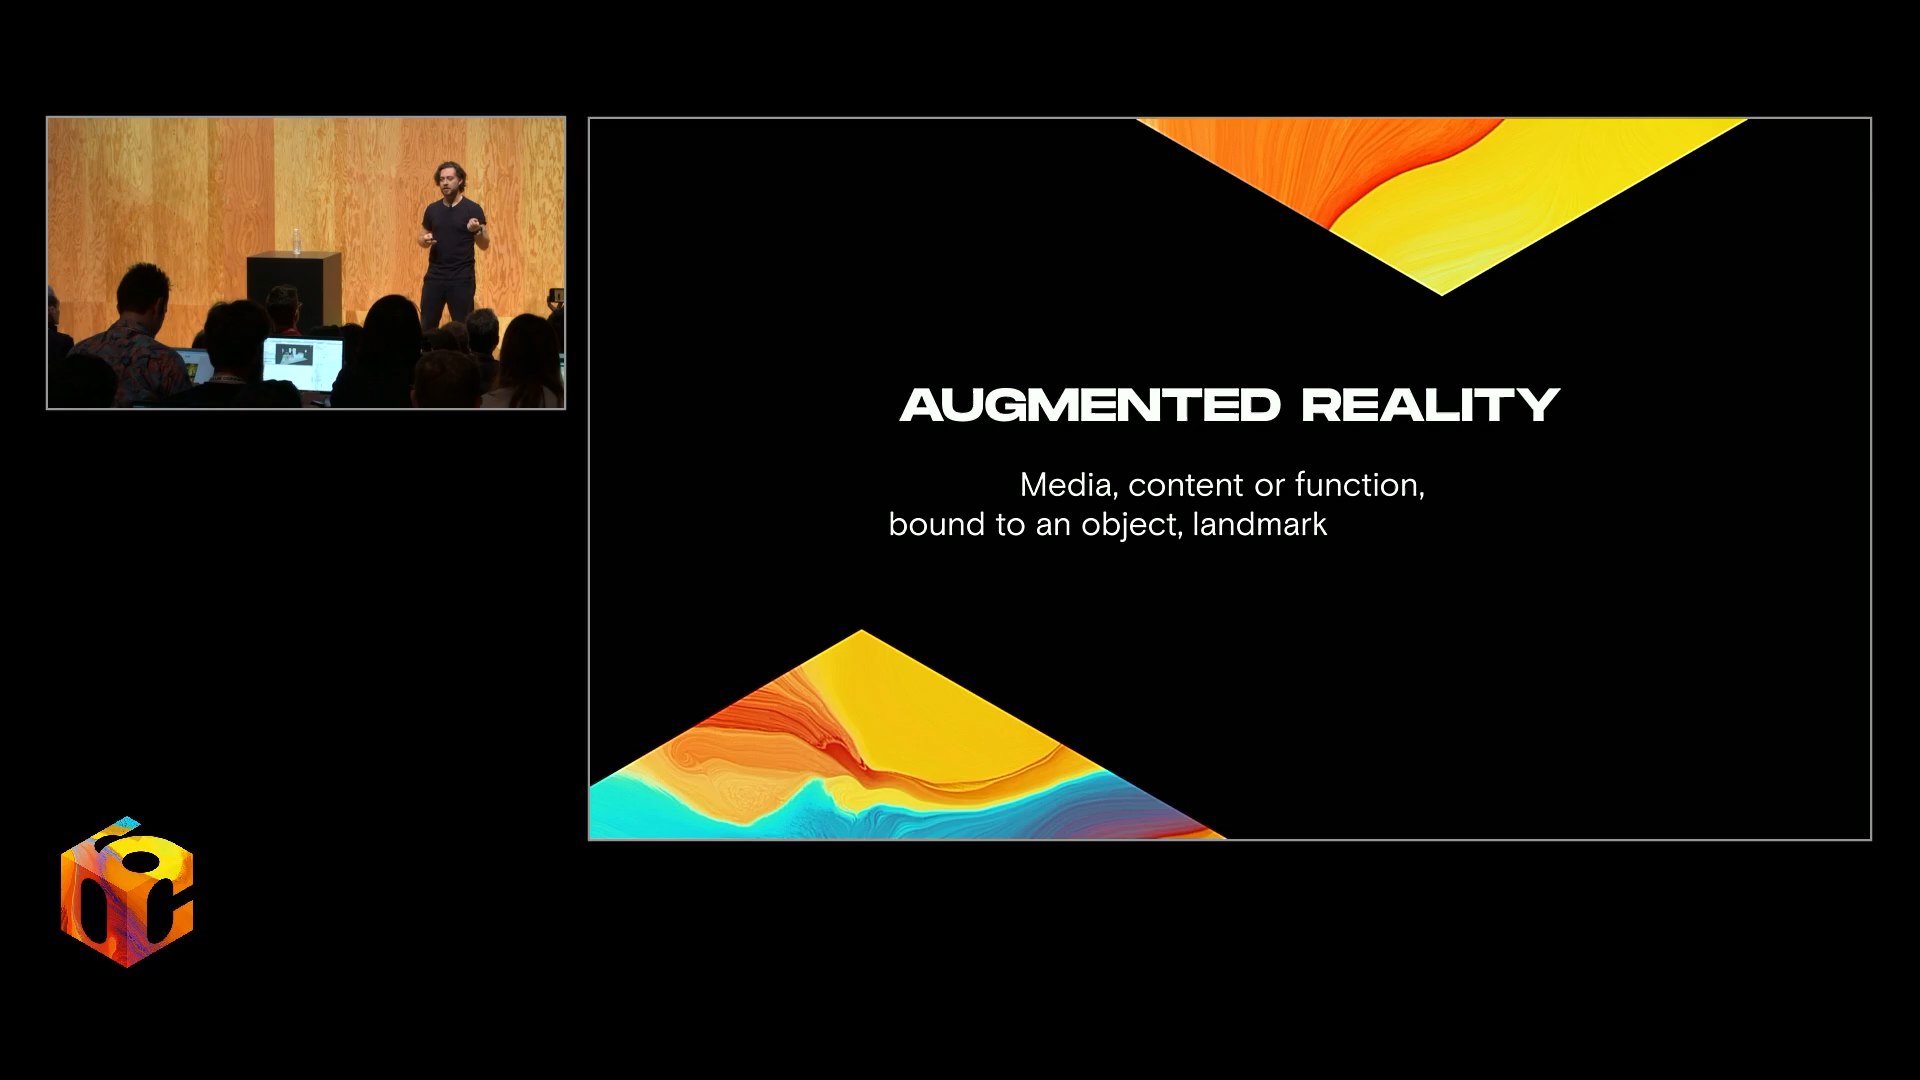 AUGMENTED REALITY
Media, content or function,
bound to an object, landmark